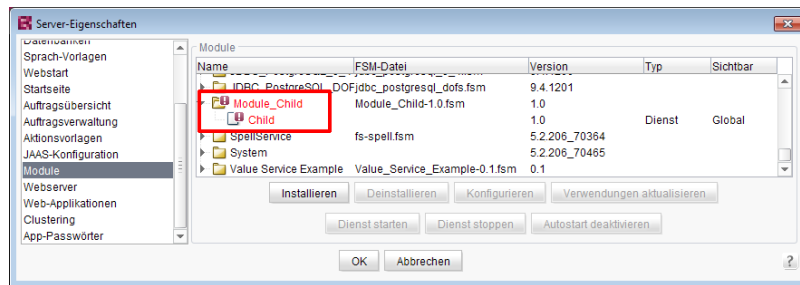 Server-Eigenschaften
Datenbanken
Sprach-Vorlagen
Webstart
Startseite
Auftragsübersicht
Auftragsverwaltung
Aktionsvorlagen
JAAS-Konfiguration
Module
Webserver
Web-Applikationen
Clustering
App-Passwörter
Module
Name FSM-Datei Version Typ Sichtbar
JDBC_PostgreSQL_DOF jdbc_postgresql_dofs.fsm 9.4.1201
Module_Child Module_Child-1.0.fsm 1.0
Child 1.0 Dienst Global
SpellService fs-spell.fsm 5.2.206_70364
System 5.2.206_70465
Value Service Example Value_Service_Example-0.1.fsm 0.1
Installieren Deinstallieren Konfigurieren Verwendungen aktualisieren
Dienst starten Dienst stoppen Autostart deaktivieren
OK Abbrechen ?